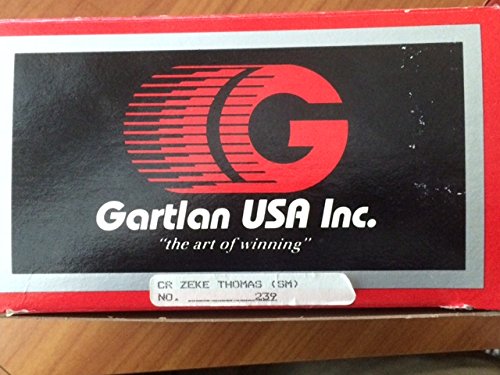 G
Gartlan USA Inc.
"the art of winning"
CR ZEKE THOMAS (SM)
NO. 239